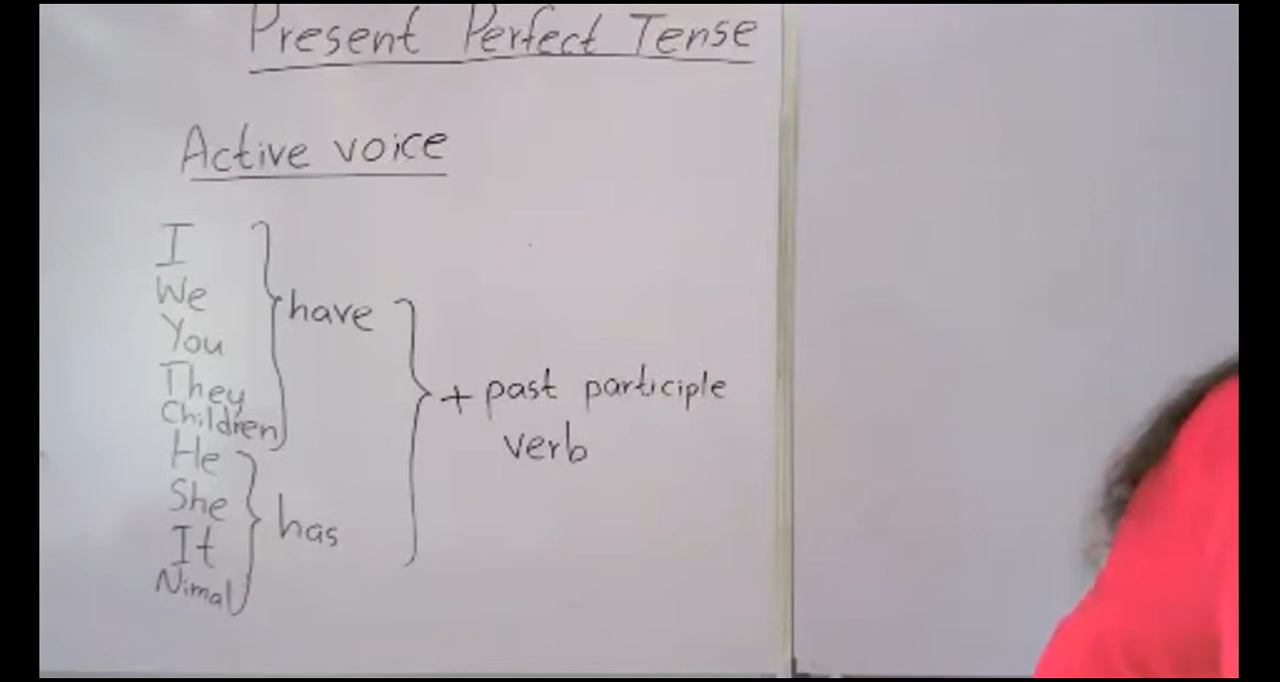 Present Perfect Tense
Active voice
I
We
You
They
Children
have
He
She
It
Nimal
has
+ past participle
verb